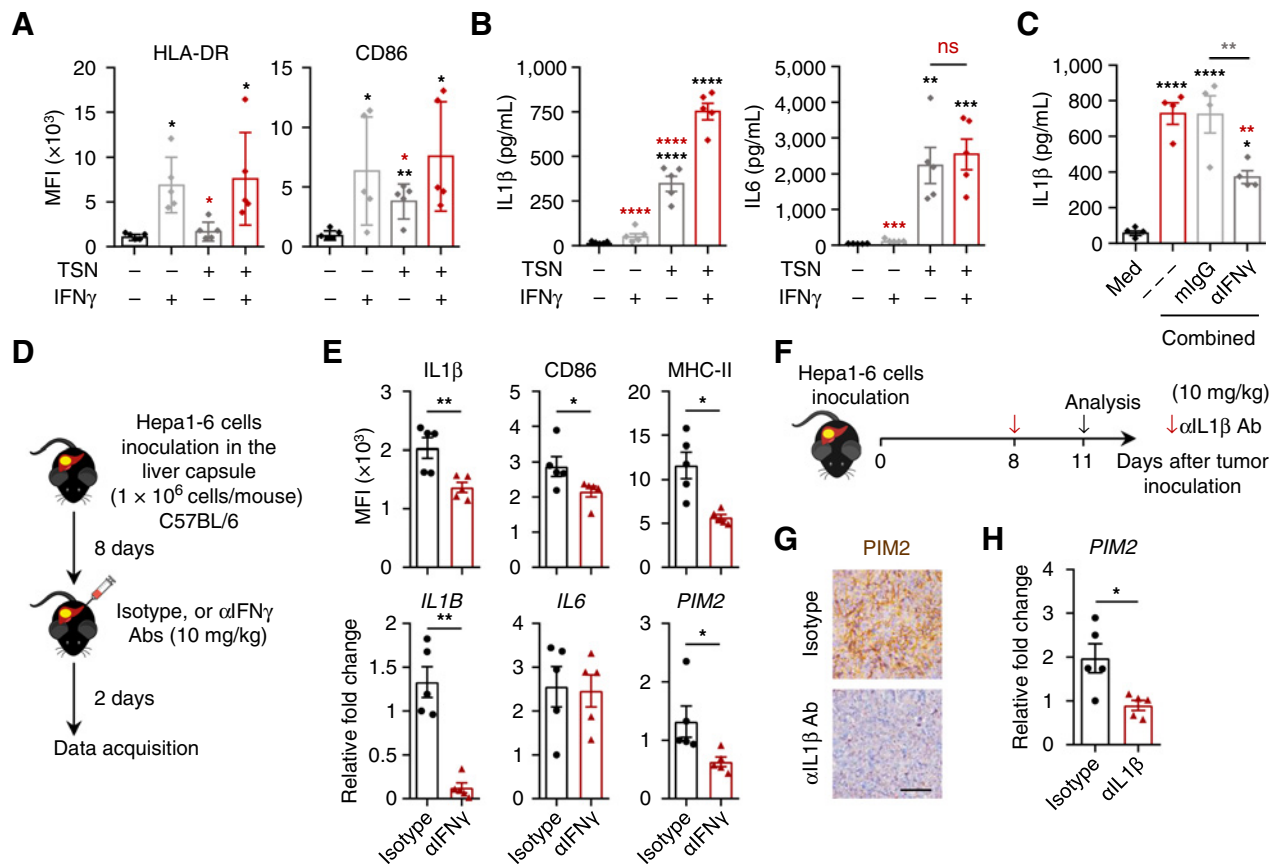 A
HLA-DR
CD86
MFI (×10³)
20
15
10
5
0
*
*
*
15
10
5
0
*
*
**
*
TSN
– – + +
– – + +
IFNγ
– + – +
– + – +
B
IL1β (pg/mL)
1,000
750
500
250
0
****
****
****
****
IL6 (pg/mL)
5,000
4,000
3,000
2,000
1,000
0
ns
***
**
***
TSN
– – + +
– – + +
IFNγ
– + – +
– + – +
C
IL1β (pg/mL)
1,000
800
600
400
200
0
**
****
****
**
*
Med
– – –
mIgG
αIFNγ
Combined
D
Hepa1-6 cells
inoculation in the
liver capsule
(1 × 10⁶ cells/mouse)
C57BL/6
8 days
Isotype, or αIFNγ
Abs (10 mg/kg)
2 days
Data acquisition
E
IL1β
CD86
MHC-II
MFI (×10³)
3
2
1
0
**
5
4
3
2
1
0
*
20
15
10
5
0
*
IL1B
IL6
PIM2
Relative fold change
2
1.5
1
0.5
0
**
4
3
2
1
0
3
2
1
0
*
Isotype
αIFNγ
Isotype
αIFNγ
Isotype
αIFNγ
F
Hepa1-6 cells
inoculation
Analysis
(10 mg/kg)
↓αIL1β Ab
0
8
11
Days after tumor
inoculation
G
PIM2
Isotype
αIL1β Ab
H
PIM2
Relative fold change
4
3
2
1
0
*
Isotype
αIL1β